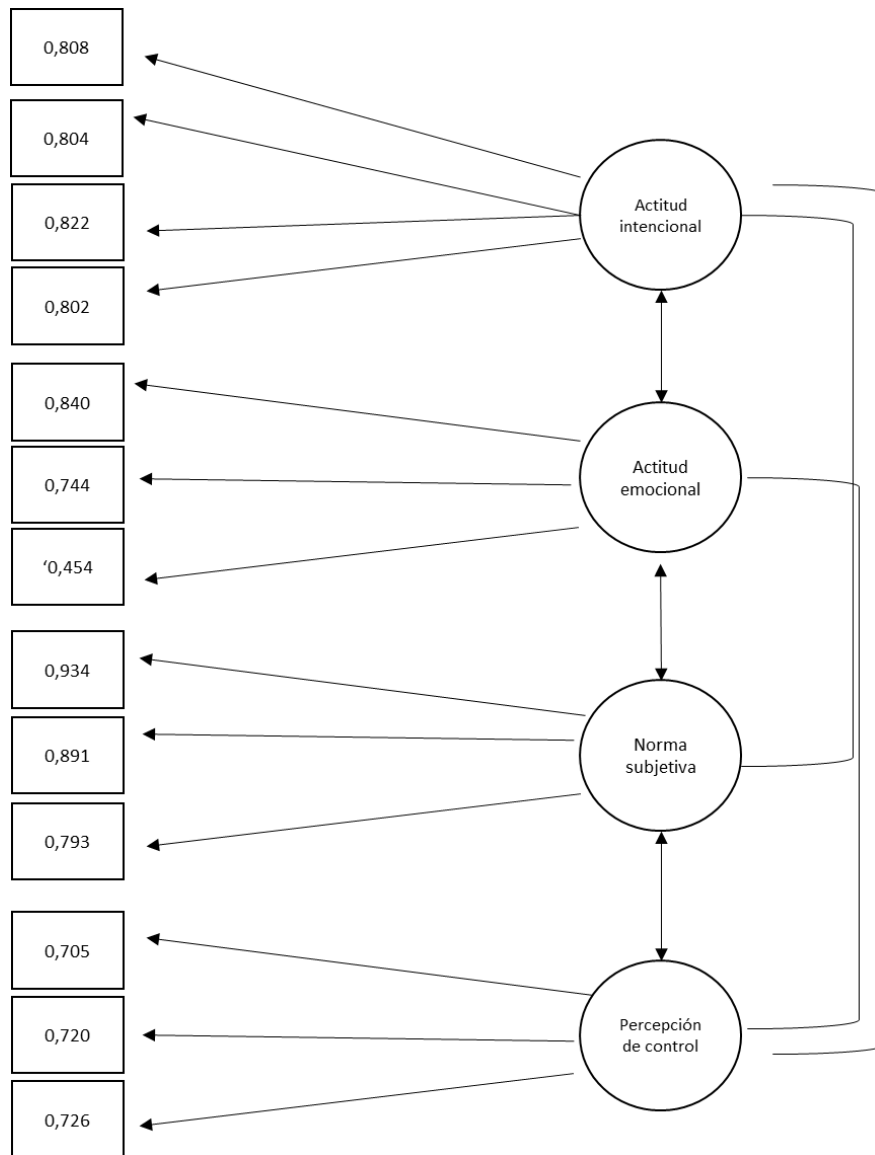 0,808
0,804
0,822
0,802
0,840
0,744
‘0,454
0,934
0,891
0,793
0,705
0,720
0,726
Actitud
intencional
Actitud
emocional
Norma
subjetiva
Percepción
de control